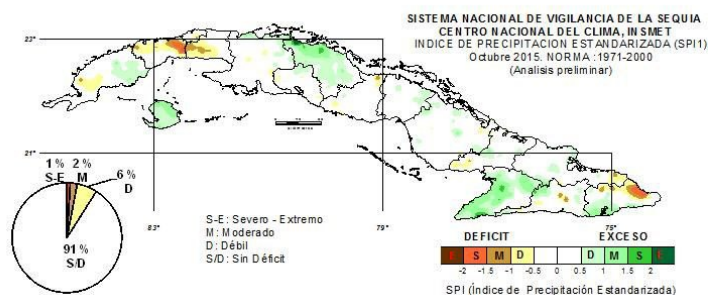 SISTEMA NACIONAL DE VIGILANCIA DE LA SEQUIA
CENTRO NACIONAL DEL CLIMA, INSMET
INDICE DE PRECIPITACION ESTANDARIZADA (SPI1)
Octubre 2015. NORMA :1971-2000
(Analisis preliminar)
23°
21°
83°
79°
75°
1% 2%
S-E M
6%
D
91%
S/D
S-E: Severo - Extremo
M: Moderado
D: Débil
S/D: Sin Déficit
DEFICIT EXCESO
E S M D D M S E
-2 -1.5 -1 -0.5 0 0.5 1 1.5 2
SPI (Índice de Precipitación Estandarizada)